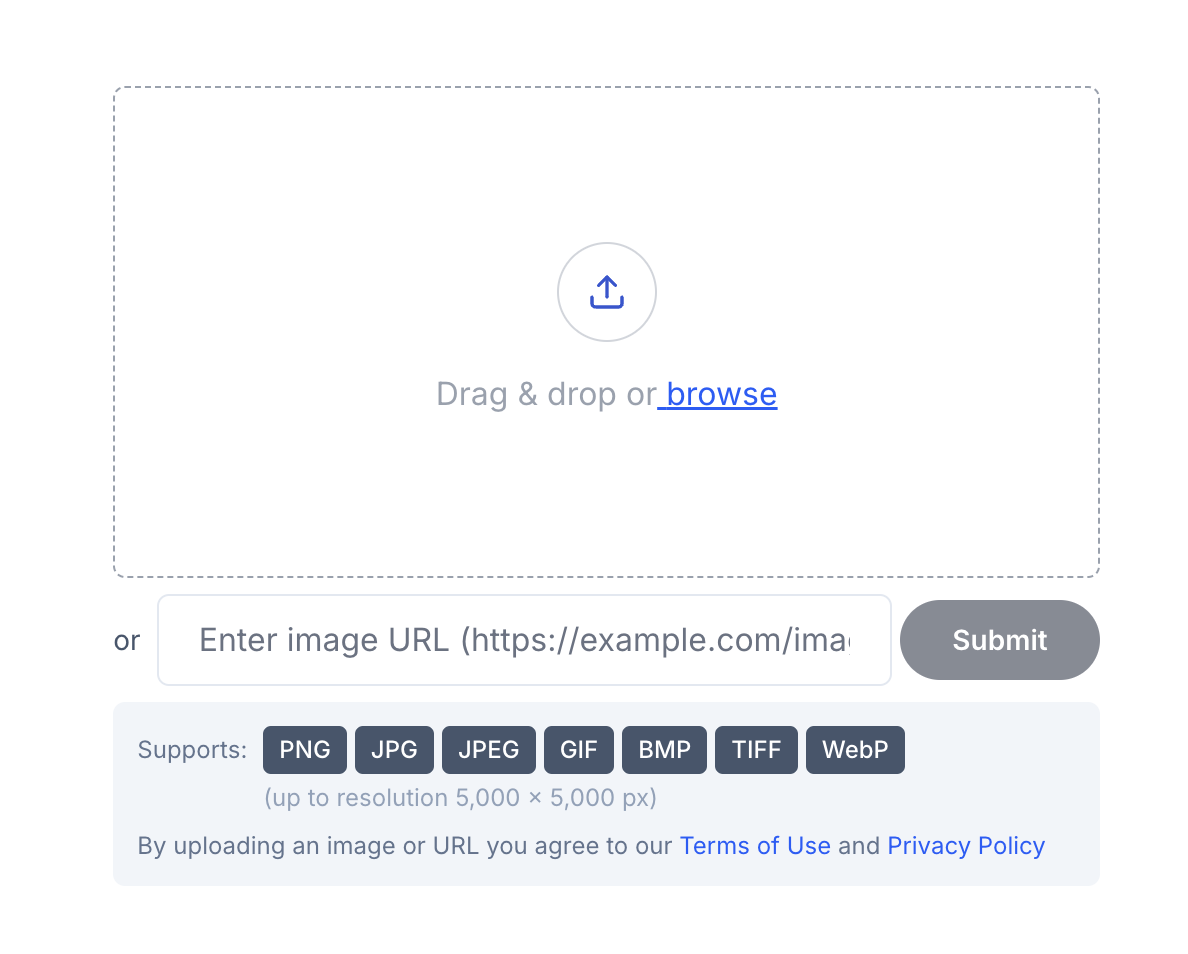 Drag & drop or browse
or Enter image URL (https://example.com/imag Submit
Supports: PNG JPG JPEG GIF BMP TIFF WebP
(up to resolution 5,000 × 5,000 px)
By uploading an image or URL you agree to our Terms of Use and Privacy Policy